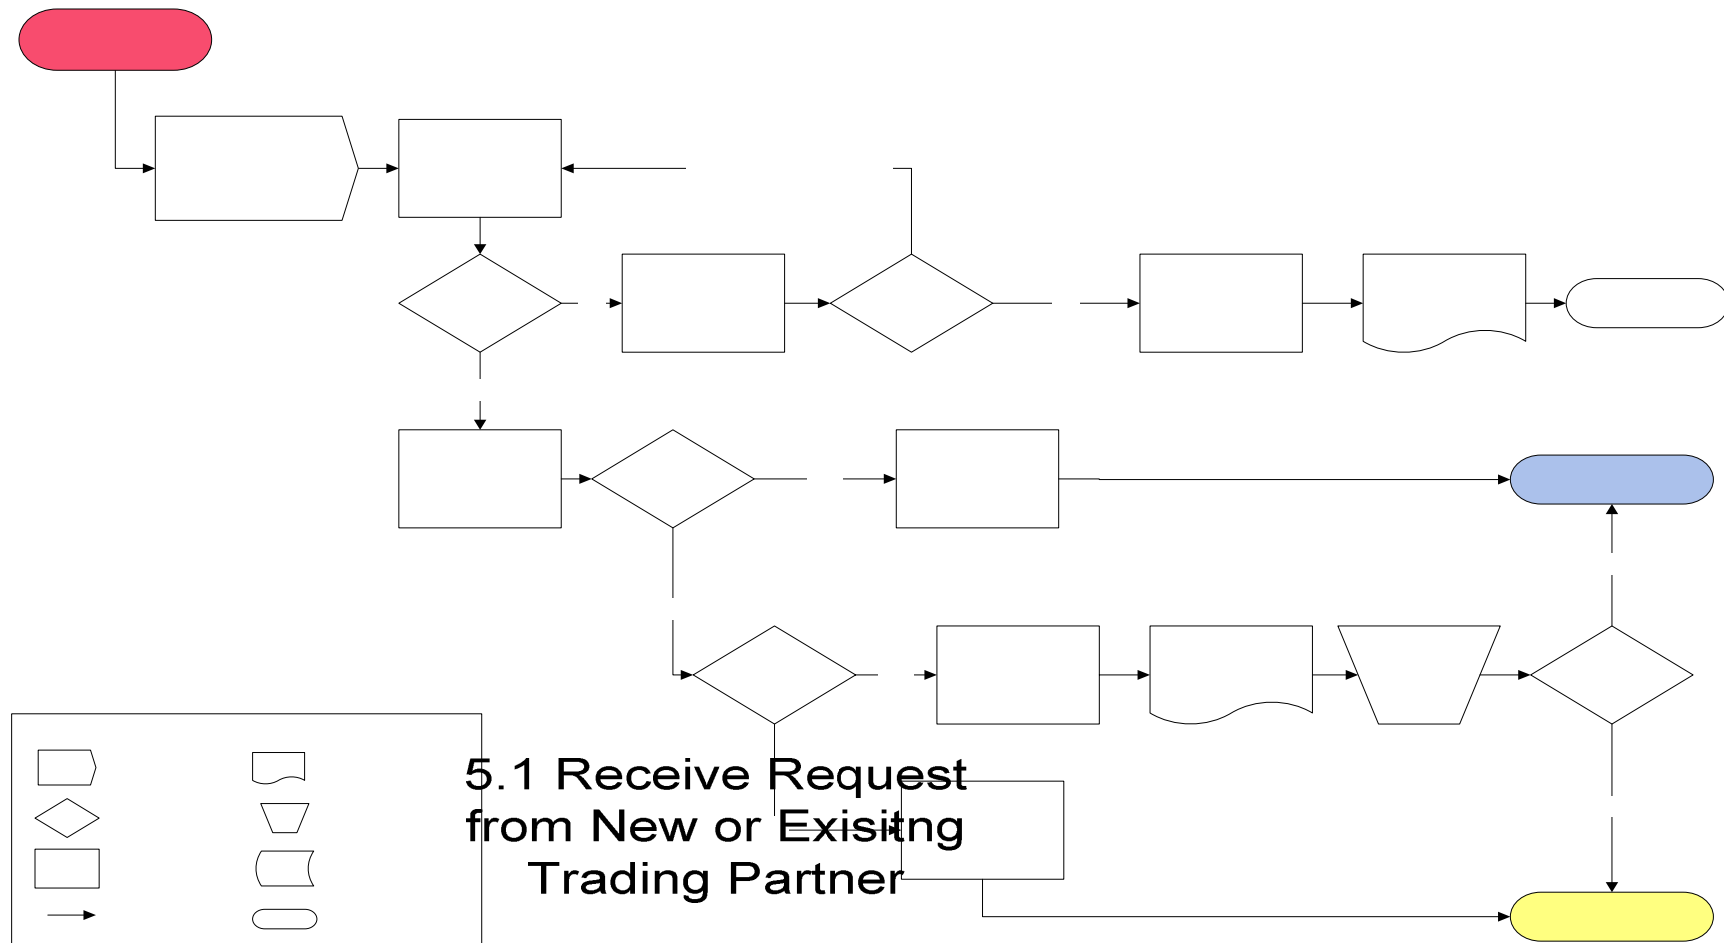 5.1 Receive Request
from New or Exisitng
Trading Partner